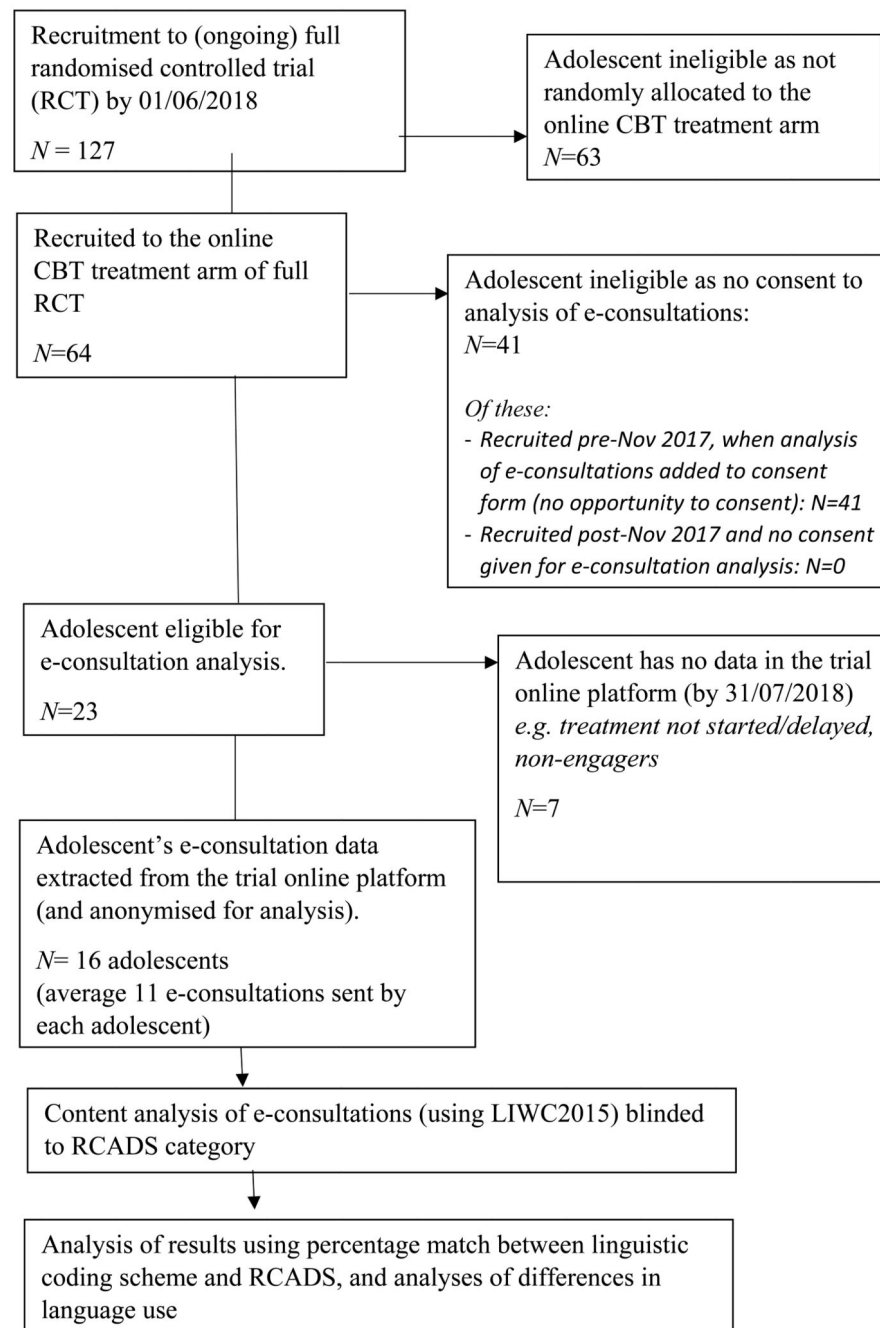 Recruitment to (ongoing) full
randomised controlled trial
(RCT) by 01/06/2018
N = 127
Adolescent ineligible as not
randomly allocated to the
online CBT treatment arm
N=63
Recruited to the online
CBT treatment arm of full
RCT
N=64
Adolescent ineligible as no consent to
analysis of e-consultations:
N=41
Of these:
- Recruited pre-Nov 2017, when analysis
of e-consultations added to consent
form (no opportunity to consent): N=41
- Recruited post-Nov 2017 and no consent
given for e-consultation analysis: N=0
Adolescent eligible for
e-consultation analysis.
N=23
Adolescent has no data in the trial
online platform (by 31/07/2018)
e.g. treatment not started/delayed,
non-engagers
N=7
Adolescent’s e-consultation data
extracted from the trial online platform
(and anonymised for analysis).
N= 16 adolescents
(average 11 e-consultations sent by
each adolescent)
Content analysis of e-consultations (using LIWC2015) blinded
to RCADS category
Analysis of results using percentage match between linguistic
coding scheme and RCADS, and analyses of differences in
language use